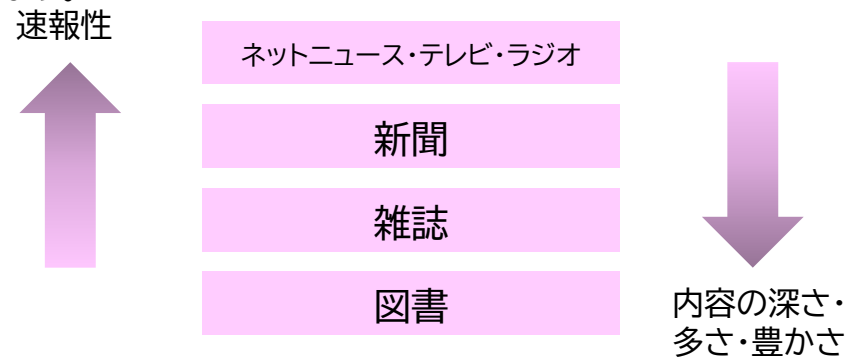 速報性
ネットニュース・テレビ・ラジオ
新聞
雑誌
図書
内容の深さ・
多さ・豊かさ